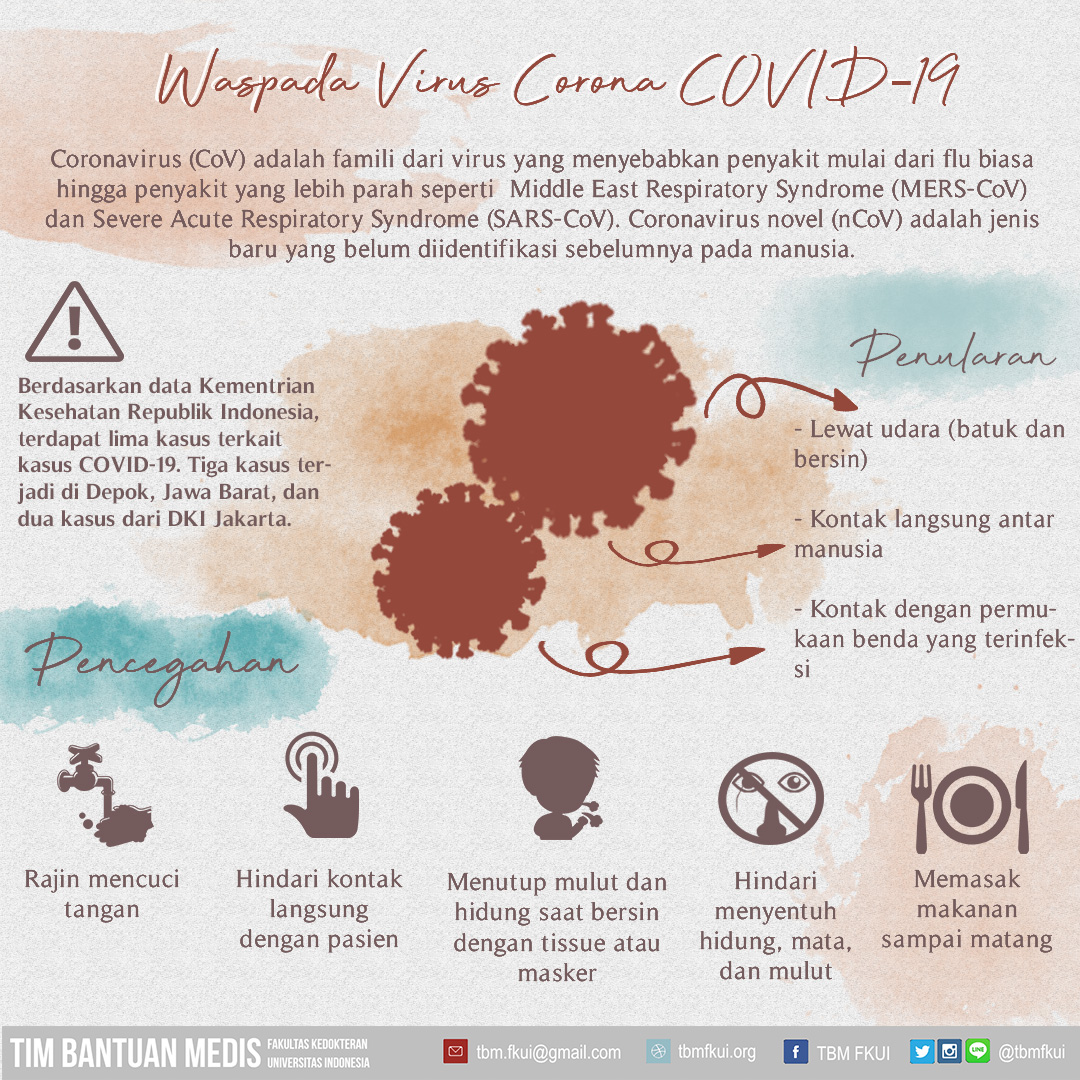 Waspada Virus Corona COVID-19
Coronavirus (CoV) adalah famili dari virus yang menyebabkan penyakit mulai dari flu biasa
hingga penyakit yang lebih parah seperti Middle East Respiratory Syndrome (MERS-CoV)
dan Severe Acute Respiratory Syndrome (SARS-CoV). Coronavirus novel (nCoV) adalah jenis
baru yang belum diidentifikasi sebelumnya pada manusia.
Berdasarkan data Kementrian
Kesehatan Republik Indonesia,
terdapat lima kasus terkait
kasus COVID-19. Tiga kasus ter-
jadi di Depok, Jawa Barat, dan
dua kasus dari DKI Jakarta.
Penularan
- Lewat udara (batuk dan
bersin)
- Kontak langsung antar
manusia
- Kontak dengan permu-
kaan benda yang terinfek-
si
Pencegahan
Rajin mencuci
tangan
Hindari kontak
langsung
dengan pasien
Menutup mulut dan
hidung saat bersin
dengan tissue atau
masker
Hindari
menyentuh
hidung, mata,
dan mulut
Memasak
makanan
sampai matang
TIM BANTUAN MEDIS
FAKULTAS KEDOKTERAN
UNIVERSITAS INDONESIA
tbm.fkui@gmail.com
tbmfkui.org
TBM FKUI
LINE
@tbmfkui